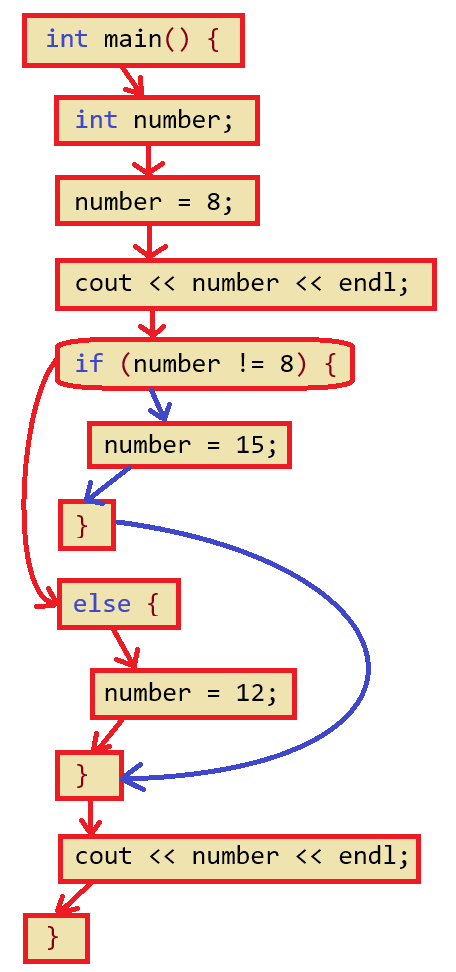 int main() {
int number;
number = 8;
cout << number << endl;
if (number != 8) {
number = 15;
}
else {
number = 12;
}
cout << number << endl;
}